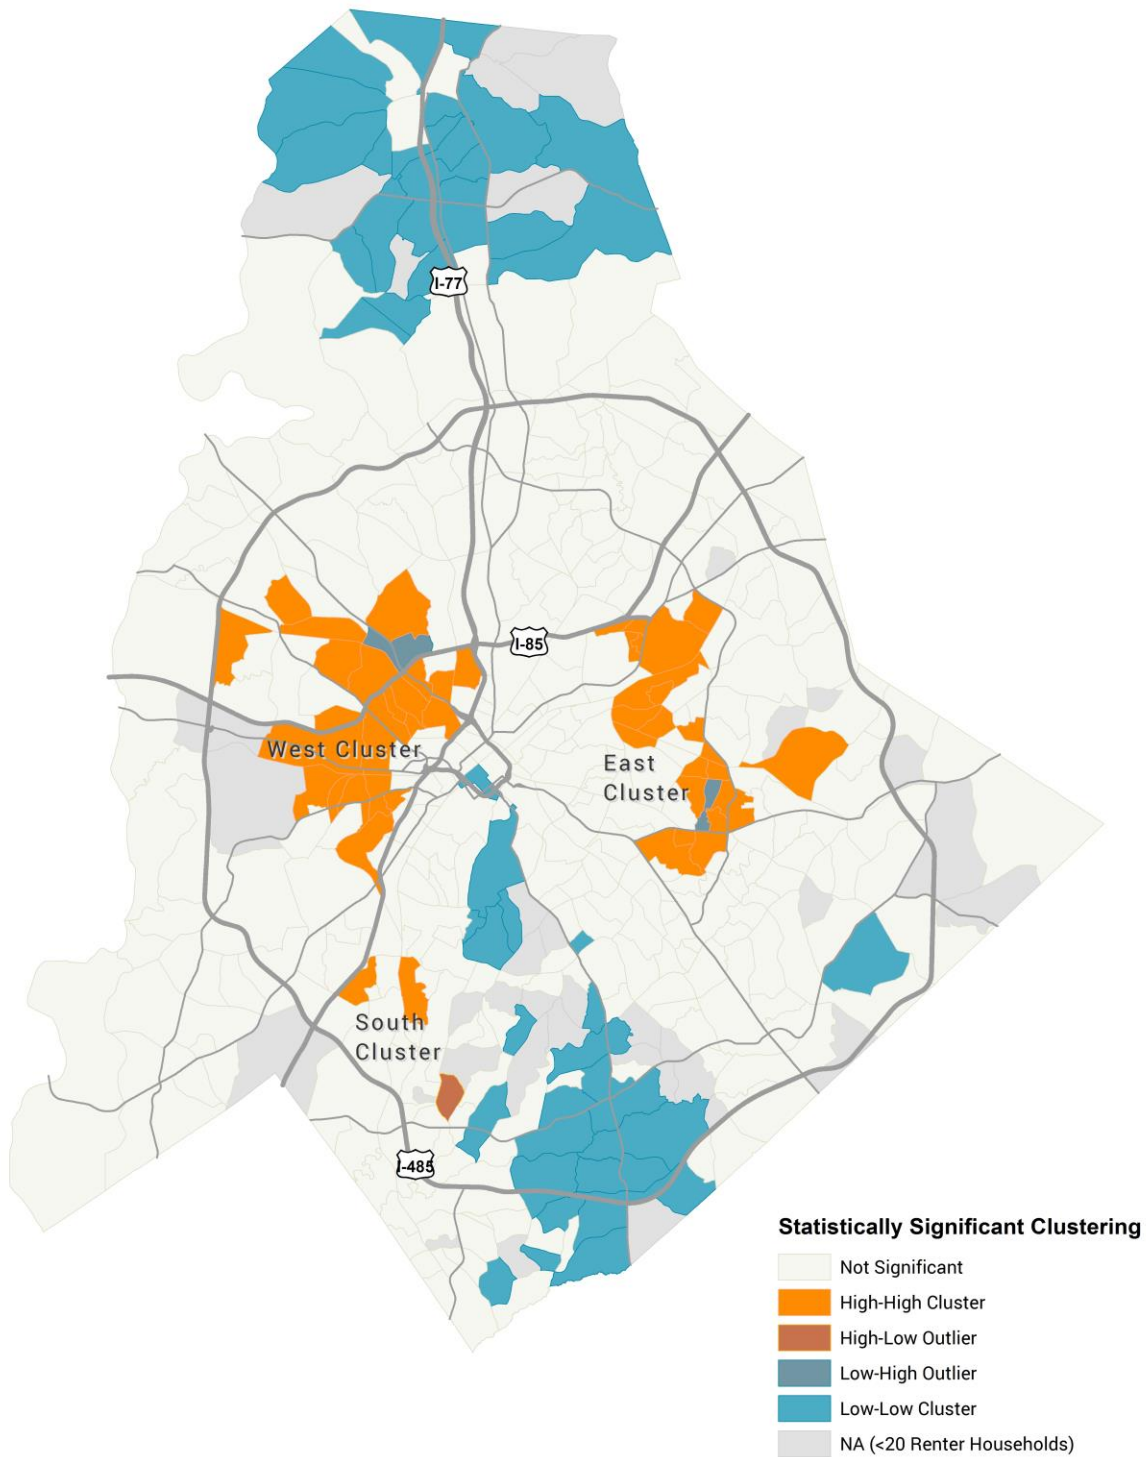 I-77
I-85
West Cluster
East
Cluster
South
Cluster
I-485
Statistically Significant Clustering
Not Significant
High-High Cluster
High-Low Outlier
Low-High Outlier
Low-Low Cluster
NA (<20 Renter Households)